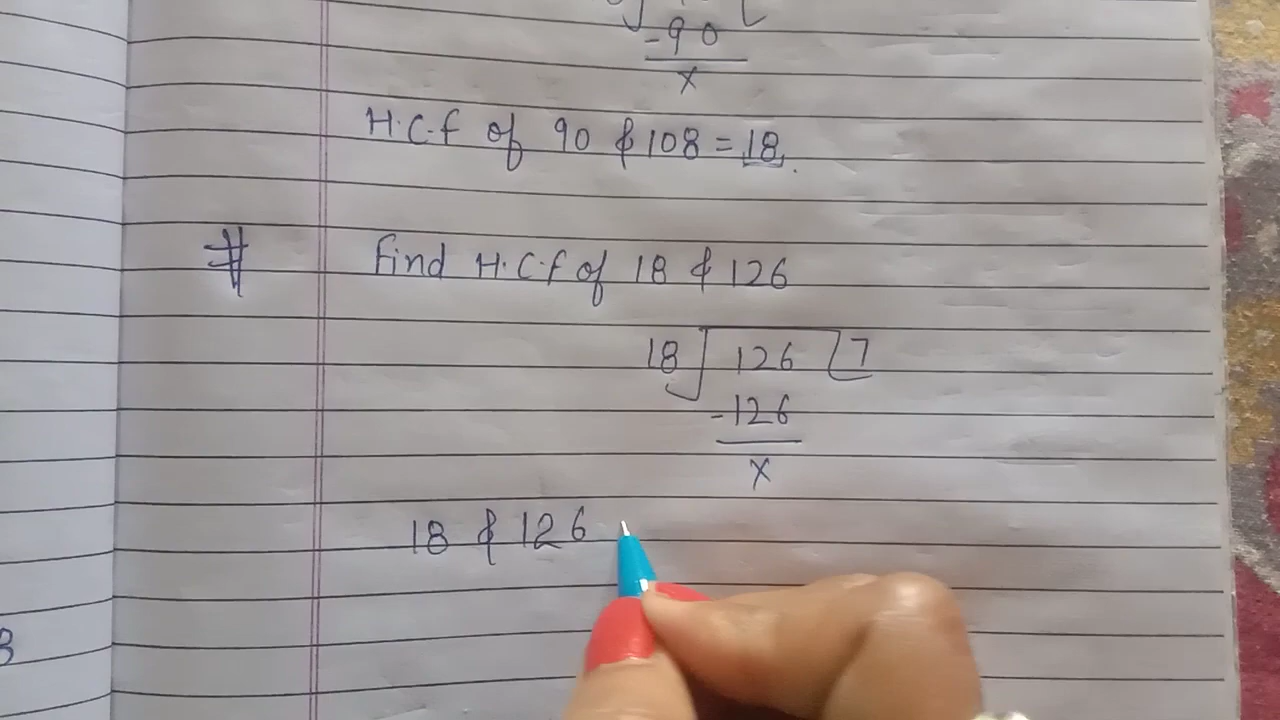 -90
x
H.C.f of 90 & 108 = 18.
# find H.C.f of 18 & 126
18 126 7
-126
x
18 & 126